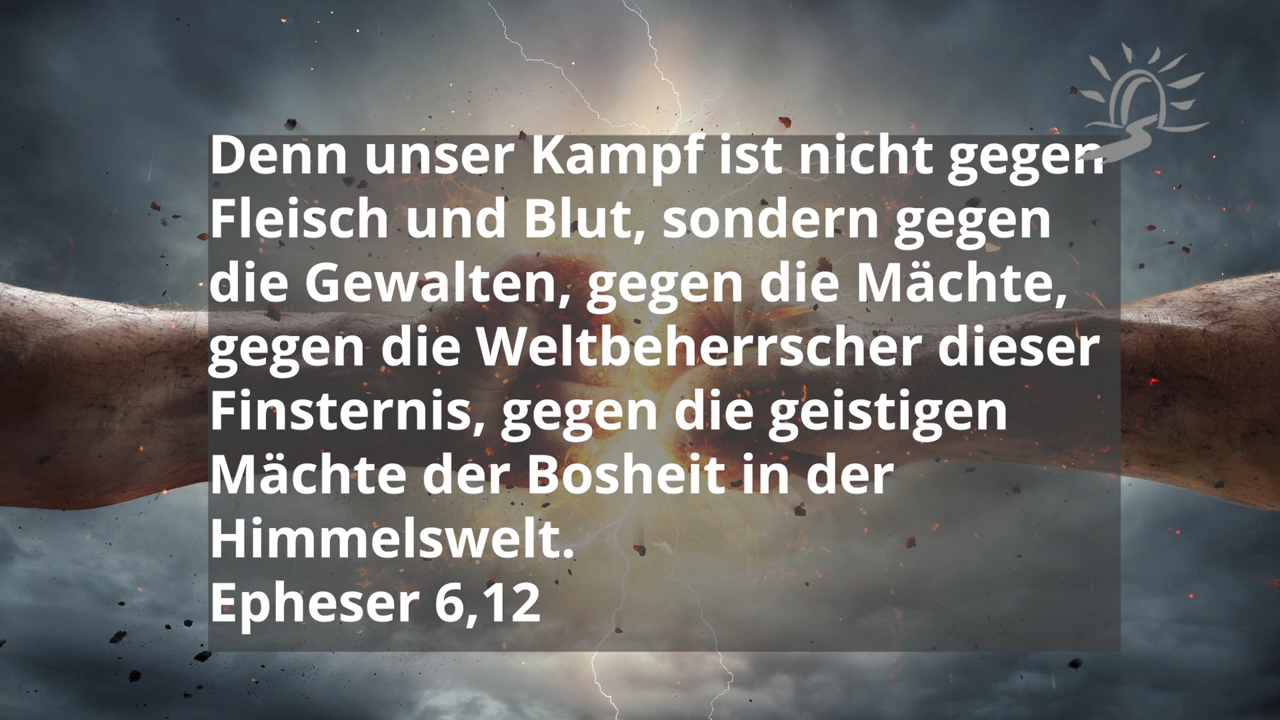 Denn unser Kampf ist nicht gegen
Fleisch und Blut, sondern gegen
die Gewalten, gegen die Mächte,
gegen die Weltbeherrscher dieser
Finsternis, gegen die geistigen
Mächte der Bosheit in der
Himmelswelt.
Epheser 6,12